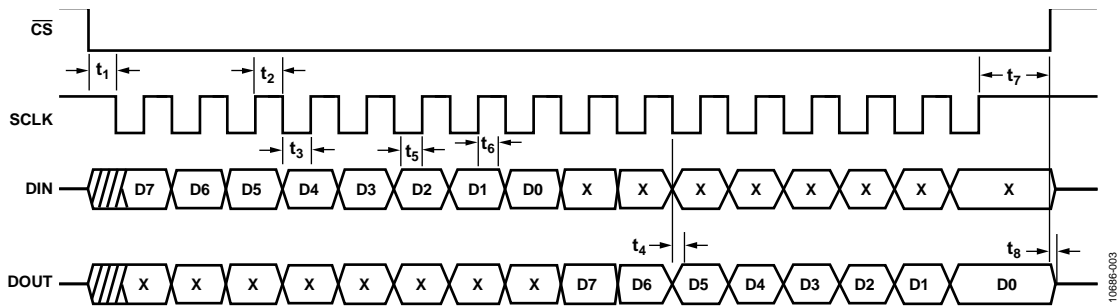 CS
t1
t2
t7
SCLK
t3
t5
t6
DIN
D7 D6 D5 D4 D3 D2 D1 D0 X X X X X X X X
t4
t8
DOUT
X X X X X X X X D7 D6 D5 D4 D3 D2 D1 D0
10806-003